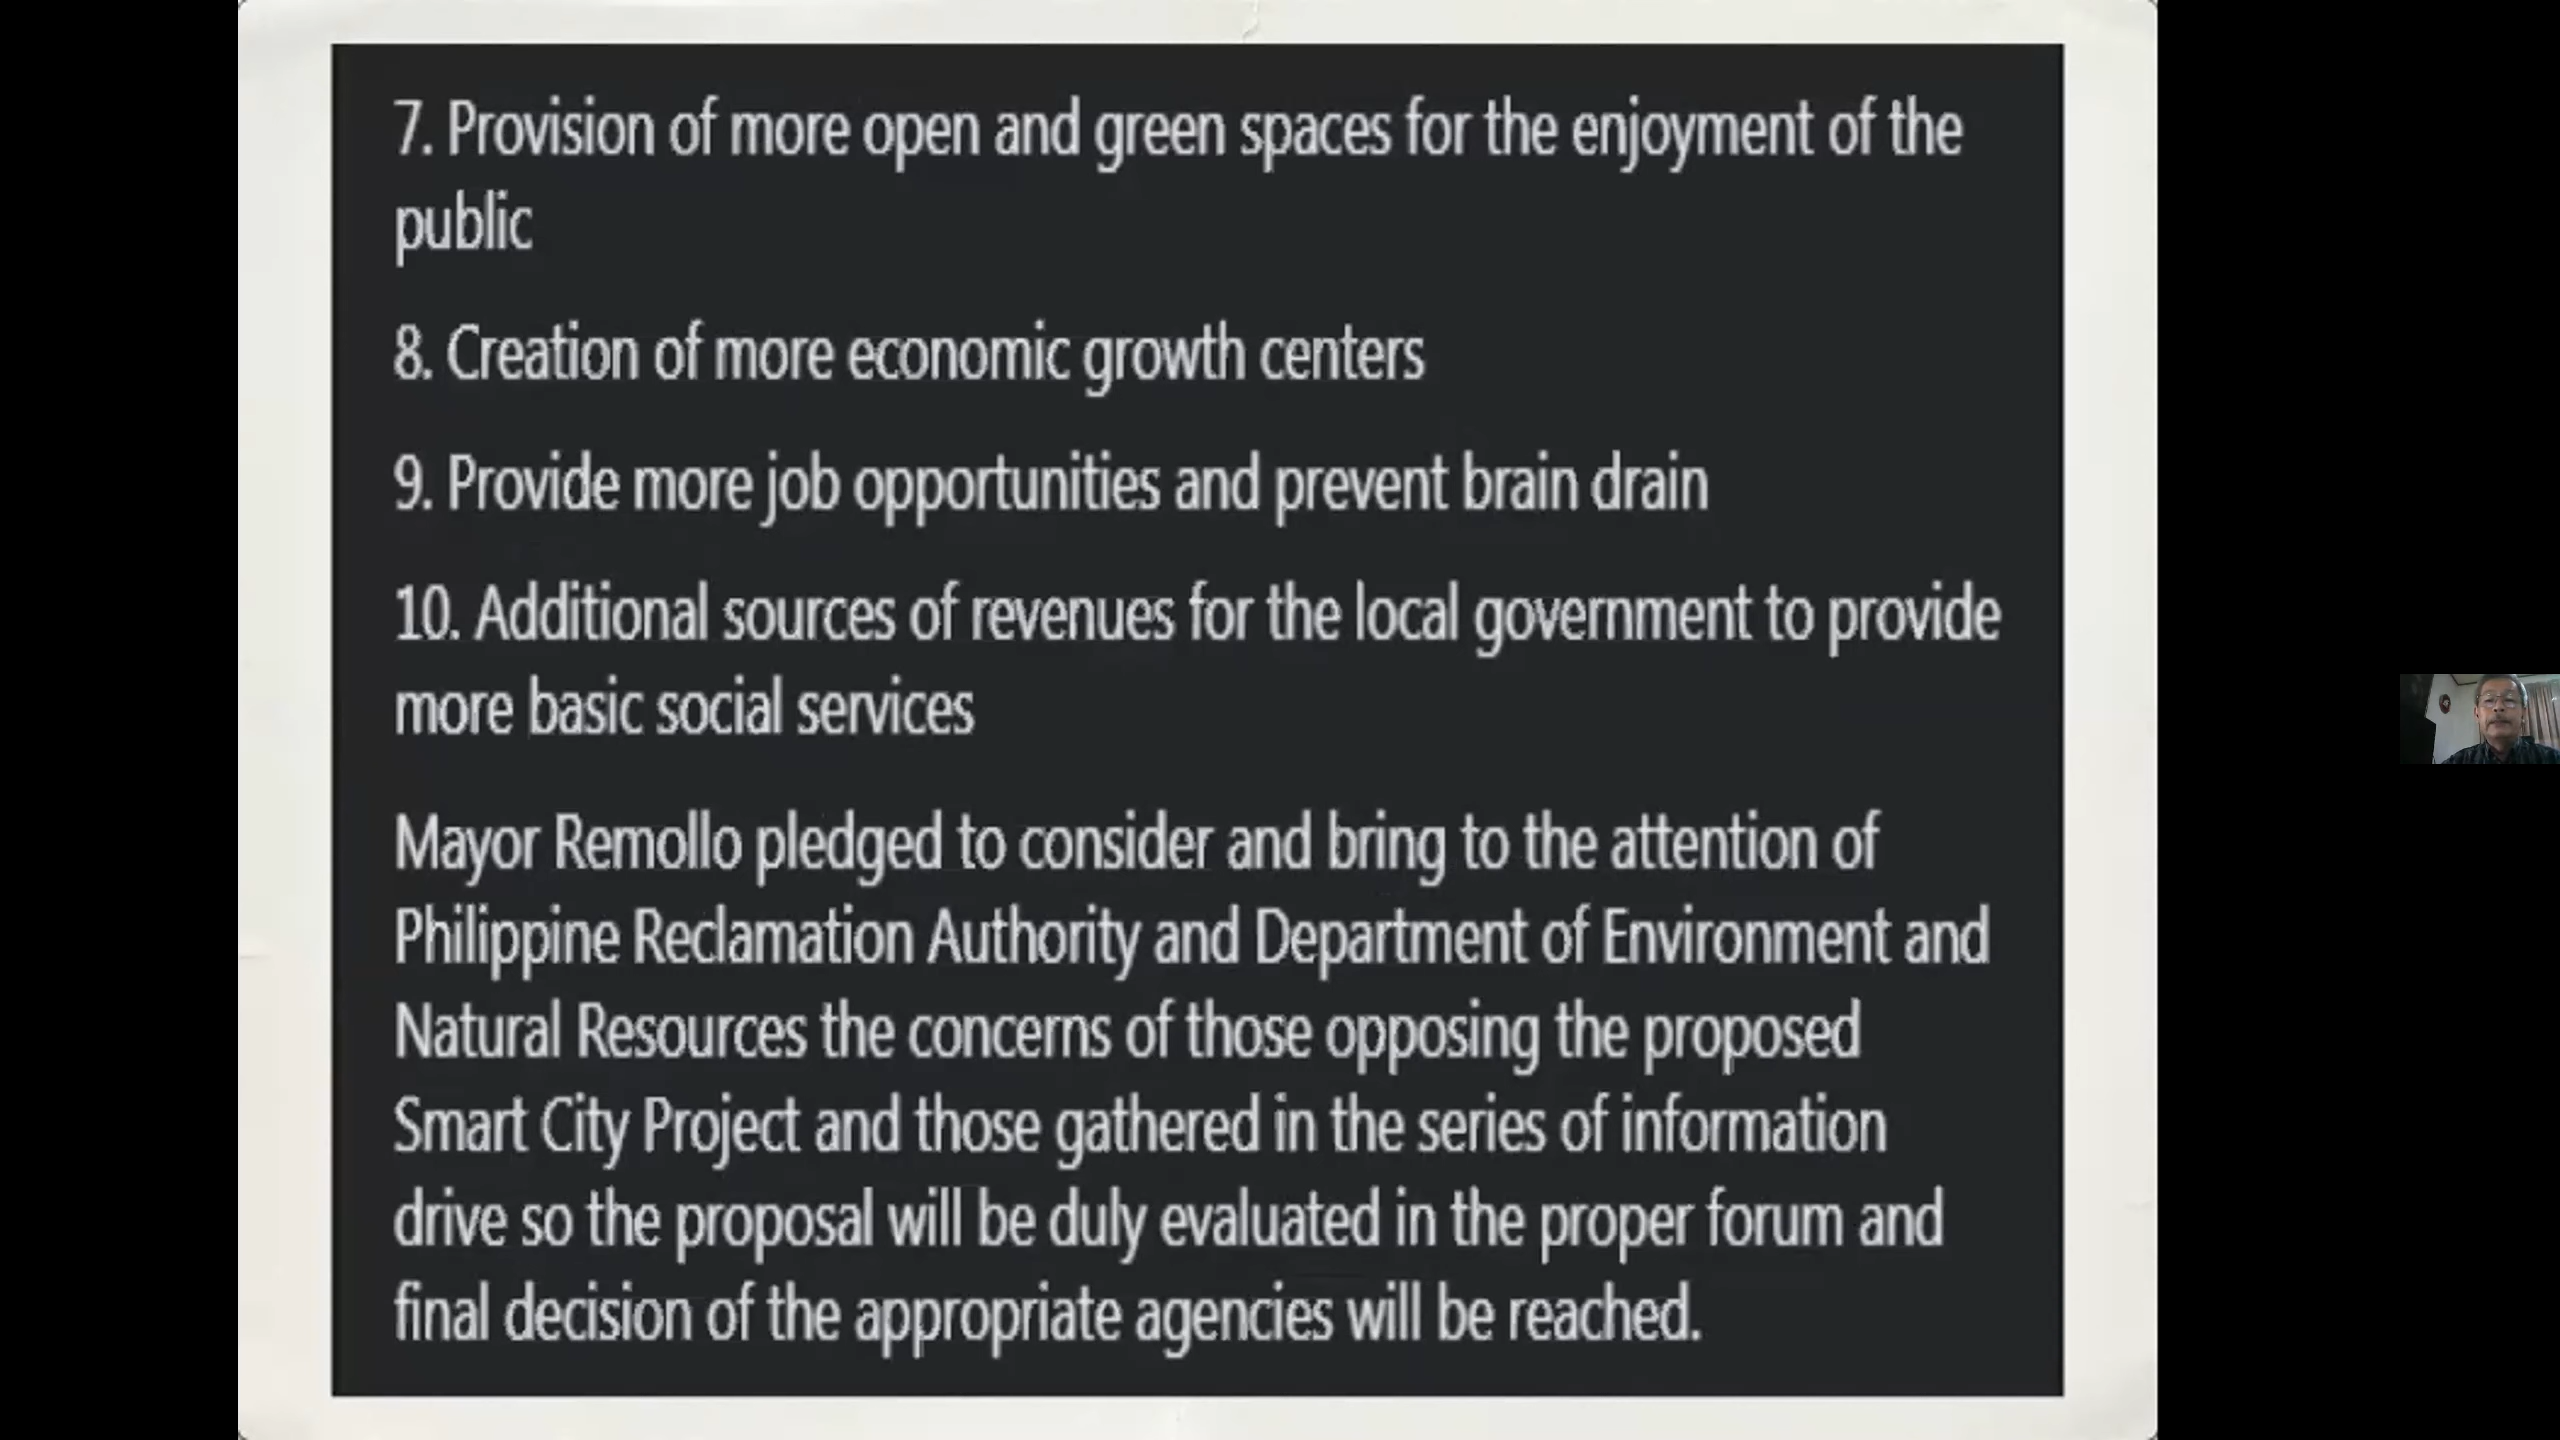 7. Provision of more open and green spaces for the enjoyment of the
public
8. Creation of more economic growth centers
9. Provide more job opportunities and prevent brain drain
10. Additional sources of revenues for the local government to provide
more basic social services
Mayor Remollo pledged to consider and bring to the attention of
Philippine Reclamation Authority and Department of Environment and
Natural Resources the concerns of those opposing the proposed
Smart City Project and those gathered in the series of information
drive so the proposal will be duly evaluated in the proper forum and
final decision of the appropriate agencies will be reached.